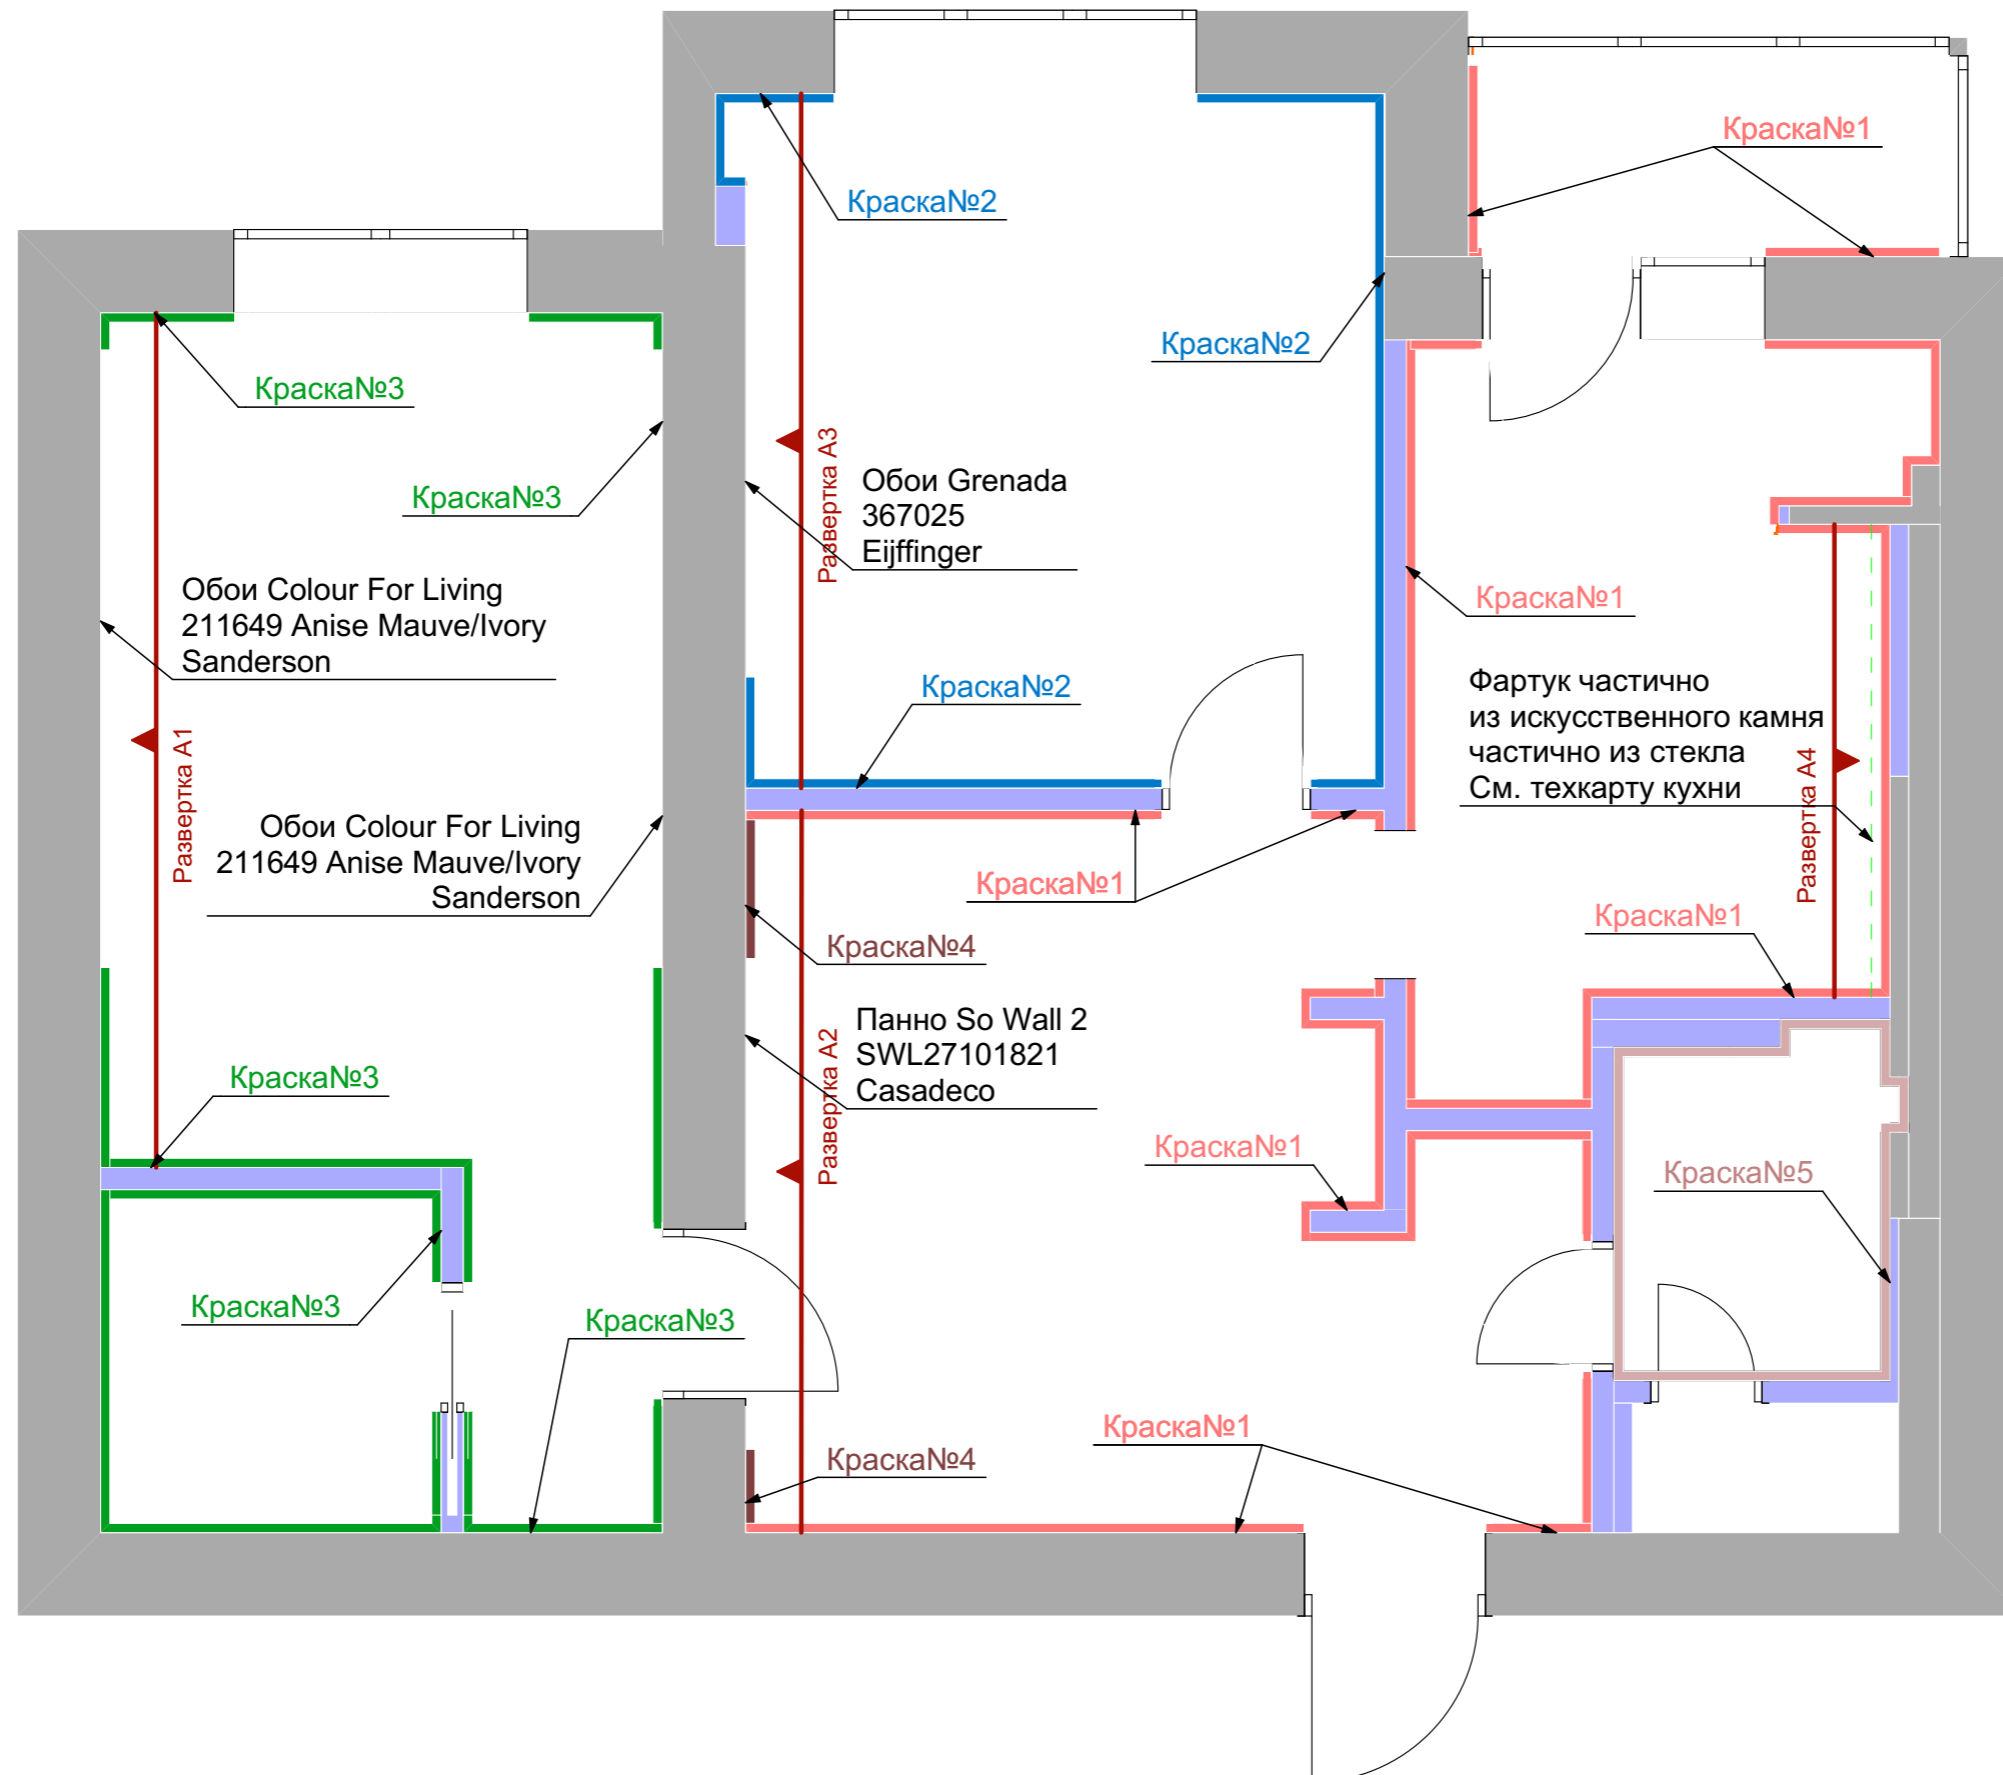 Краска№1
Краска№2
Краска№2
Краска№3
Краска№3
Развертка А3
Обои Grenada
367025
Eijffinger
Обои Colour For Living
211649 Anise Mauve/Ivory
Sanderson
Краска№1
Краска№2
Фартук частично
из искусственного камня
частично из стекла
См. техкарту кухни
Развертка А1
Развертка А4
Обои Colour For Living
211649 Anise Mauve/Ivory
Sanderson
Краска№1
Краска№1
Краска№4
Панно So Wall 2
SWL27101821
Casadeco
Развертка А2
Краска№3
Краска№1
Краска№5
Краска№3
Краска№3
Краска№1
Краска№4